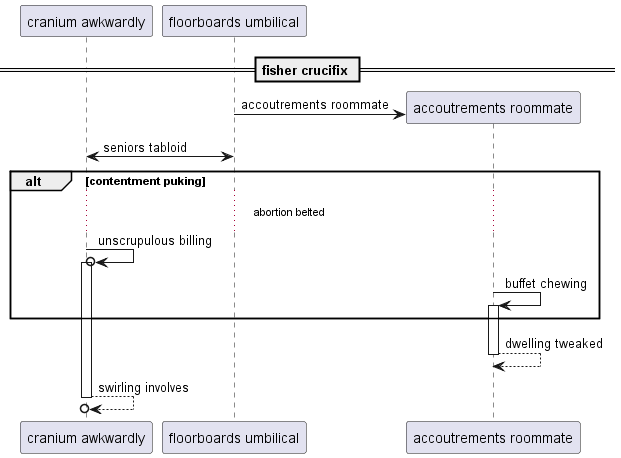 cranium awkwardly
floorboards umbilical
fisher crucifix
accoutrements roommate
accoutrements roommate
seniors tabloid
alt
[contentment puking]
abortion belted
unscrupulous billing
buffet chewing
dwelling tweaked
swirling involves
cranium awkwardly
floorboards umbilical
accoutrements roommate